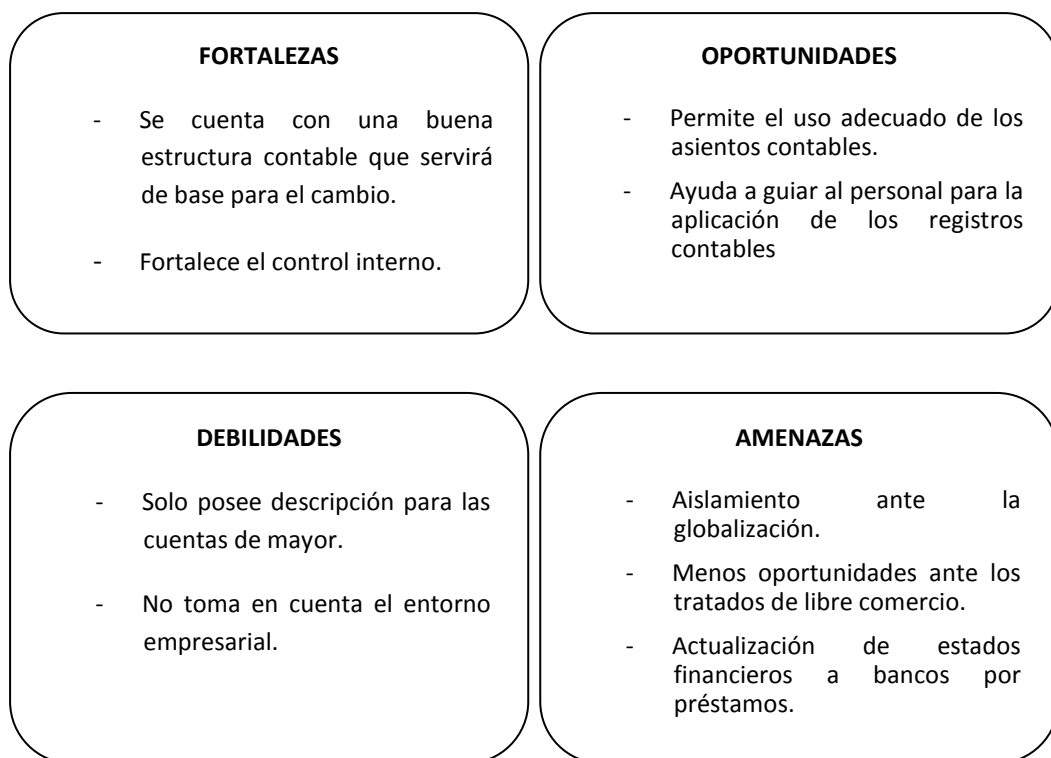 FORTALEZAS
- Se cuenta con una buena
estructura contable que servirá
de base para el cambio.
- Fortalece el control interno.
OPORTUNIDADES
- Permite el uso adecuado de los
asientos contables.
- Ayuda a guiar al personal para la
aplicación de los registros
contables
DEBILIDADES
- Solo posee descripción para las
cuentas de mayor.
- No toma en cuenta el entorno
empresarial.
AMENAZAS
- Aislamiento ante la
globalización.
- Menos oportunidades ante los
tratados de libre comercio.
- Actualización de estados
financieros a bancos por
préstamos.